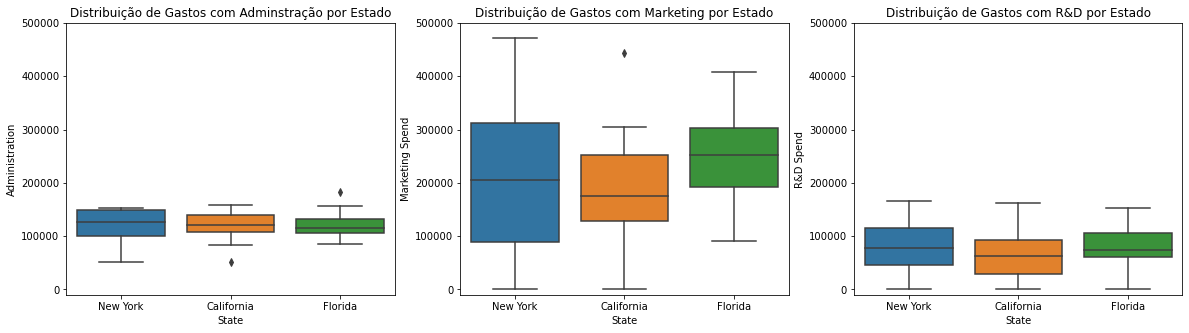 Distribuição de Gastos com Adminstração por Estado
500000
400000
300000
200000
100000
0
Administration
New York
California
Florida
State
Distribuição de Gastos com Marketing por Estado
500000
400000
300000
200000
100000
0
Marketing Spend
New York
California
Florida
State
Distribuição de Gastos com R&D por Estado
500000
400000
300000
200000
100000
0
R&D Spend
New York
California
Florida
State